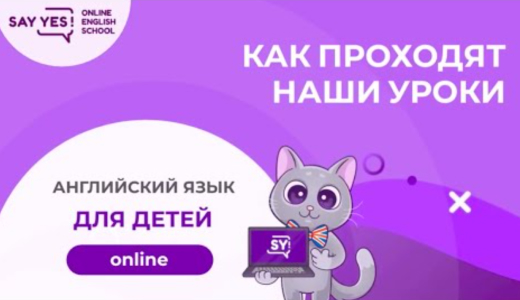 SAY YES!
ONLINE
ENGLISH
SCHOOL
КАК ПРОХОДЯТ
НАШИ УРОКИ
АНГЛИЙСКИЙ ЯЗЫК
ДЛЯ ДЕТЕЙ
online
SY!